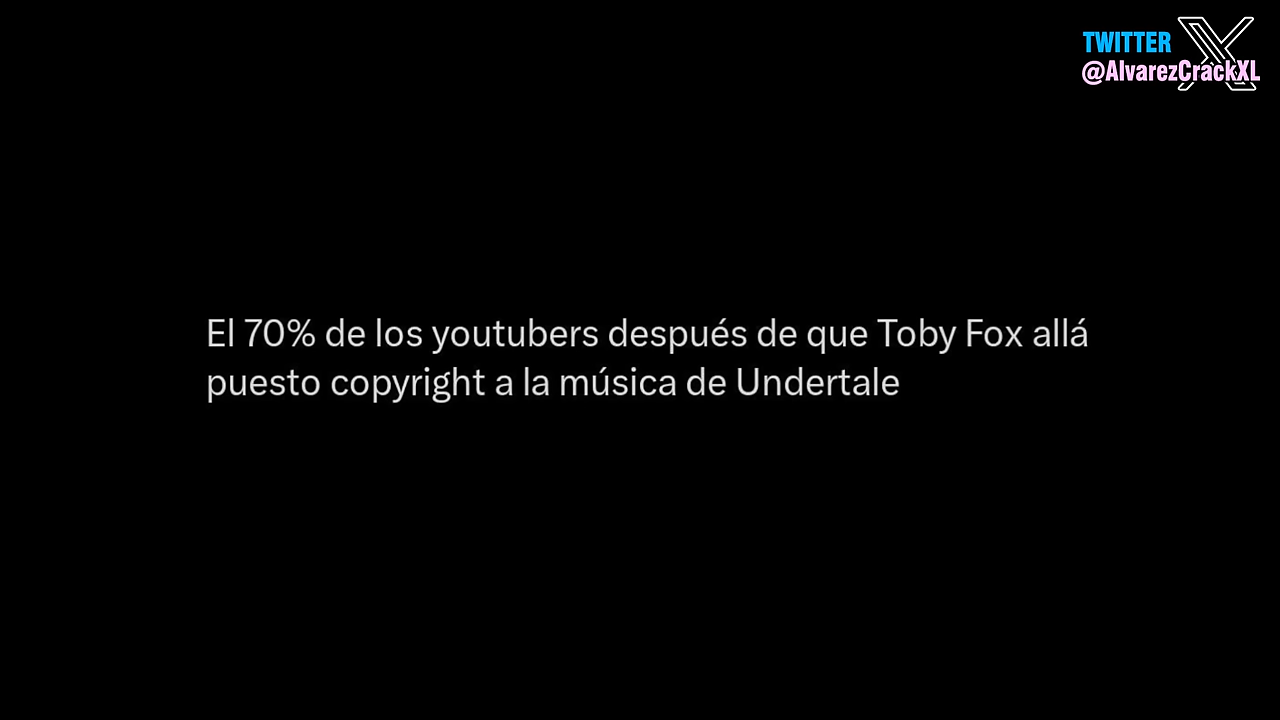 TWITTER
@AlvarezCrackXL
El 70% de los youtubers después de que Toby Fox allá
puesto copyright a la música de Undertale